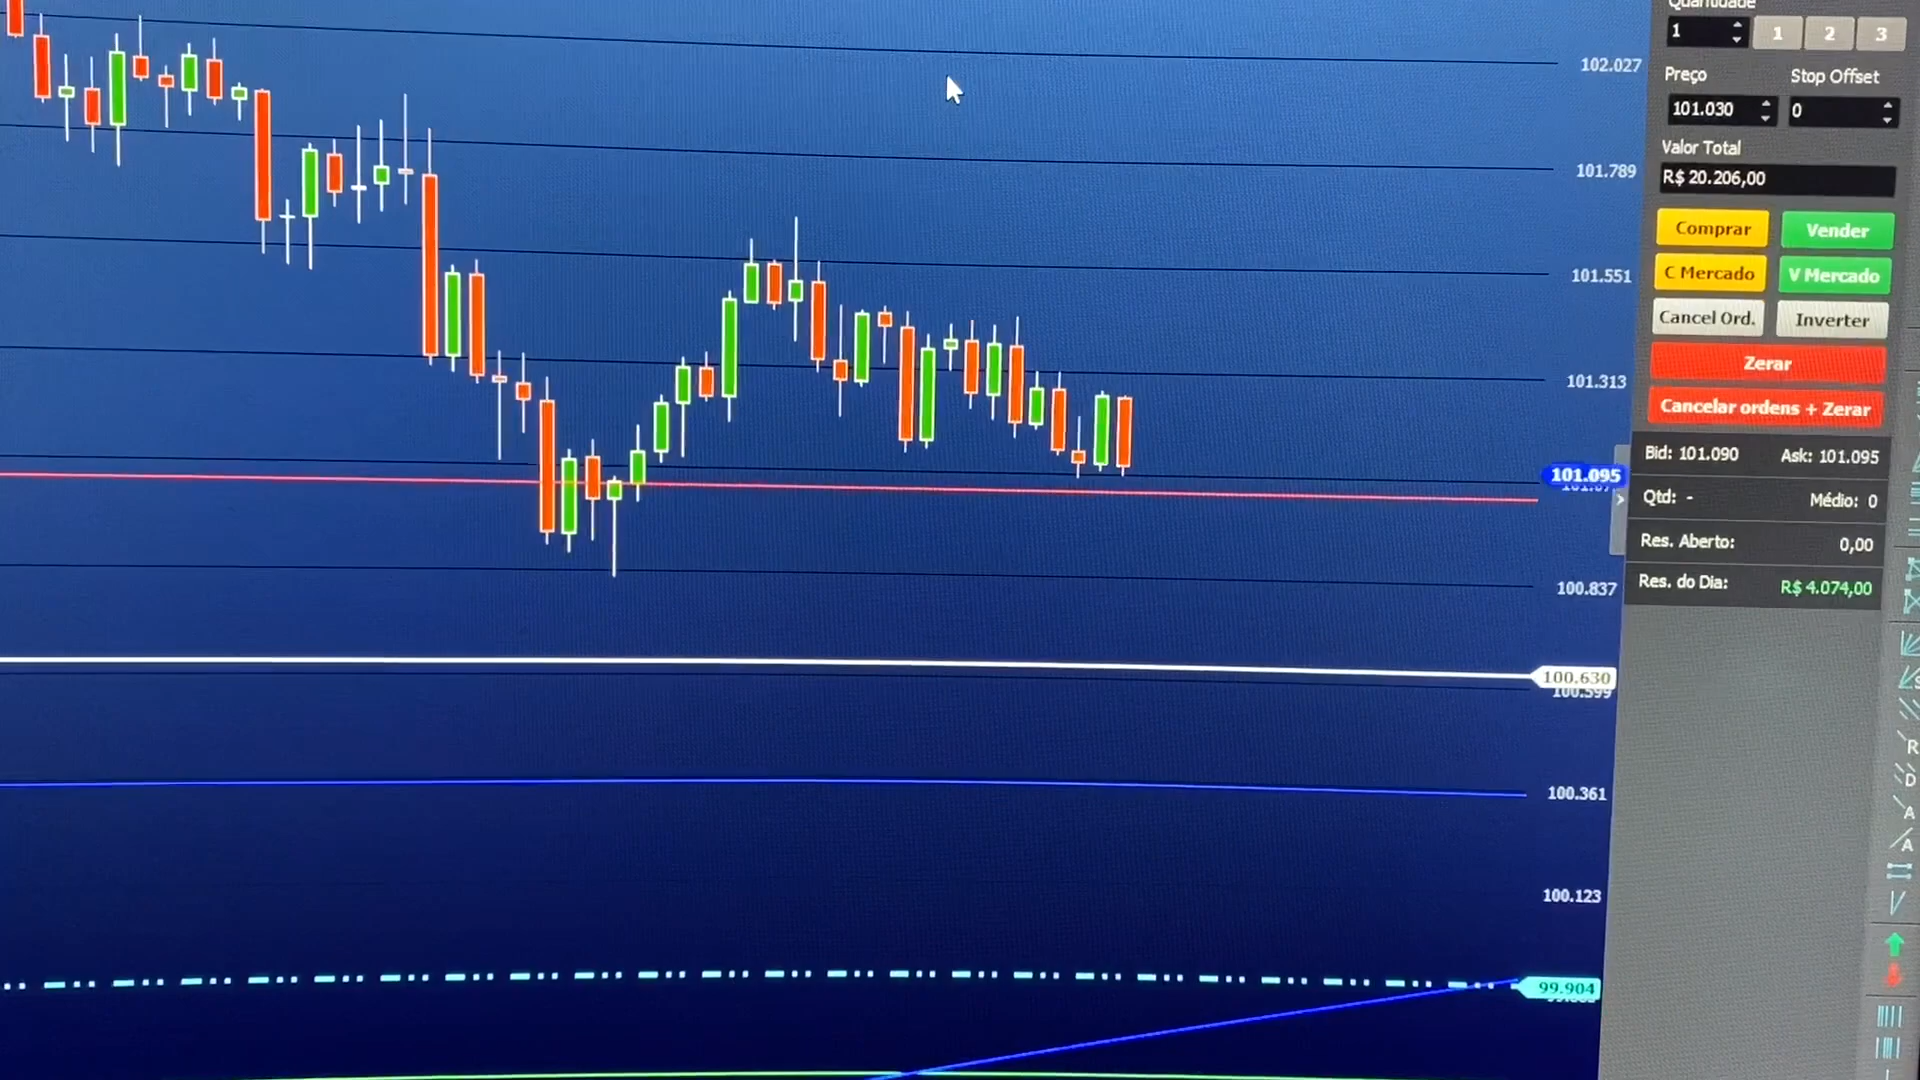 Quantidade
1
1 2 3
Preço Stop Offset
101.030 0
Valor Total
R$ 20.206,00
Comprar Vender
C Mercado V Mercado
Cancel Ord. Inverter
Zerar
Cancelar ordens + Zerar
Bid: 101.090 Ask: 101.095
Qtd: - Médio: 0
Res. Aberto: 0,00
Res. do Dia: R$ 4.074,00
102.027
101.789
101.551
101.313
101.095
100.837
100.630
100.599
100.361
100.123
99.904
R
D
A
A